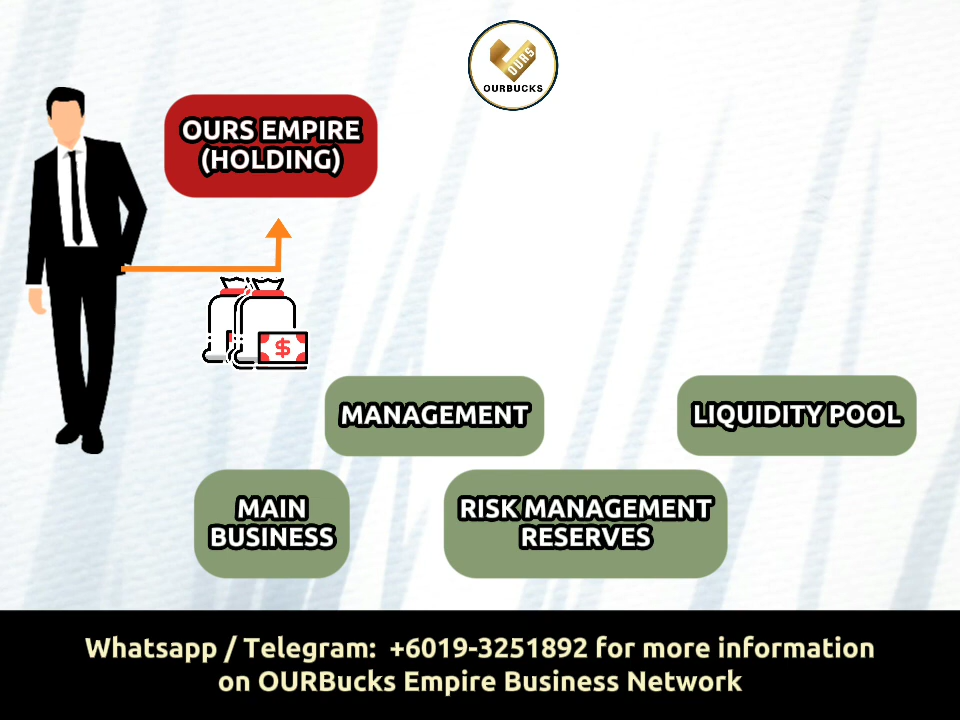 OURS
OURBUCKS
OURS EMPIRE
(HOLDING)
$
MANAGEMENT
LIQUIDITY POOL
MAIN
BUSINESS
RISK MANAGEMENT
RESERVES
Whatsapp / Telegram: +6019-3251892 for more information
on OURBucks Empire Business Network